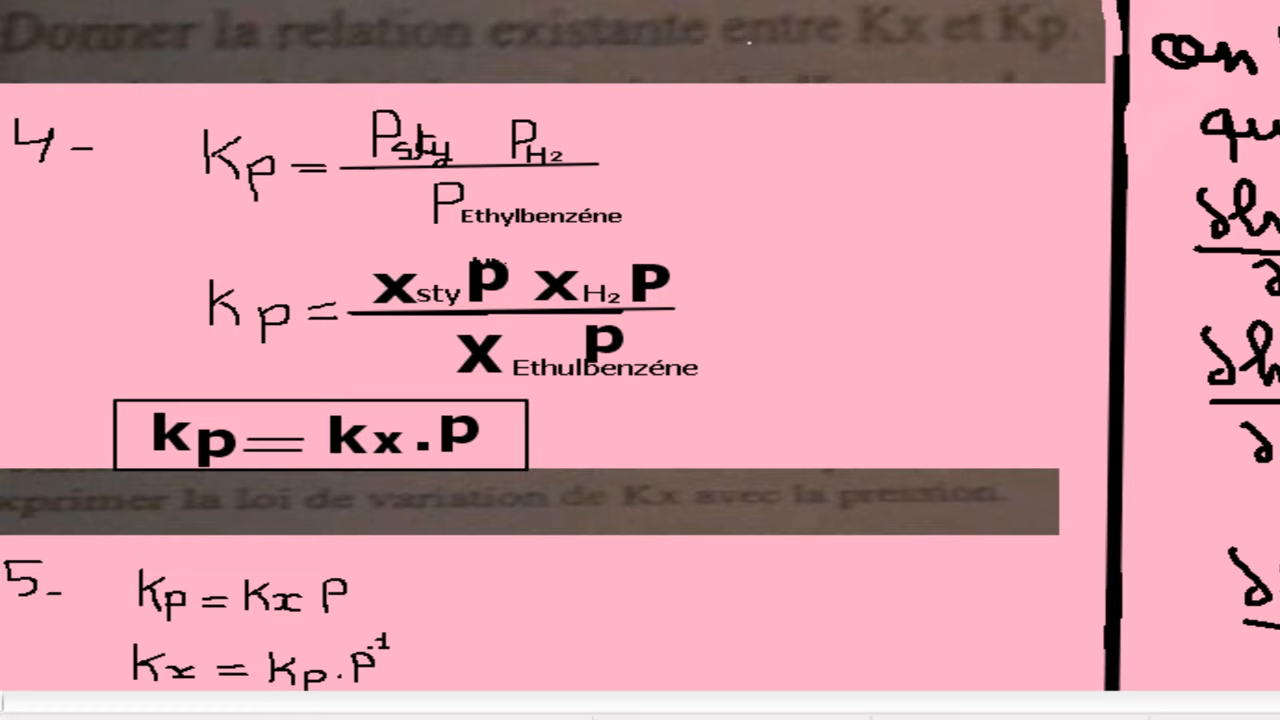 Donner la relation existante entre Kx et Kp.
4- Kp = Psty PH₂ / PEthylbenzéne
kp = xsty p xH₂ p / x Ethulbenzéne p
kp = kx . p
xprimer la loi de variation de Kx avec la pression.
5- Kp = Kx P
Kx = Kp . P⁻¹
on
qu